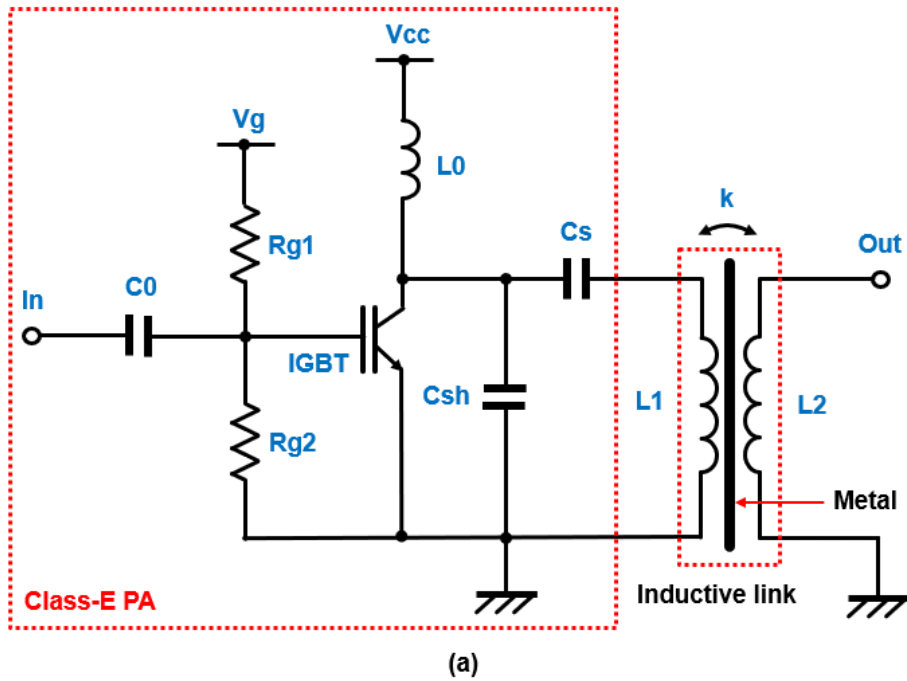 Vcc
Vg
L0
k
Rg1
Cs
Out
C0
In
IGBT
Csh
L1
L2
Rg2
Metal
Class-E PA
Inductive link
(a)